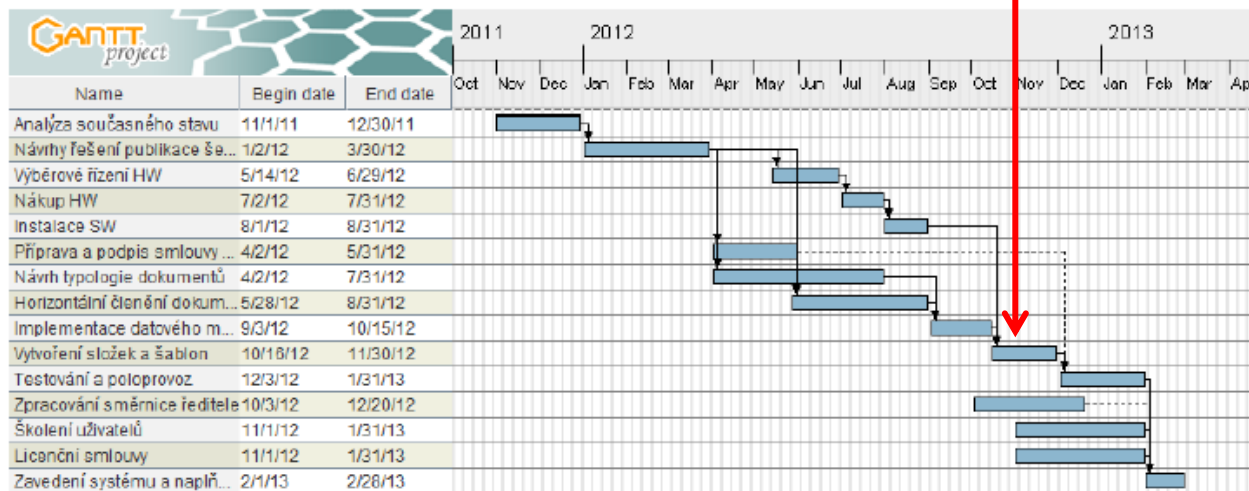 GANTT
project
2011 2012 2013
Name Begin date End date Oct Nov Dec Jan Feb Mar Apr May Jun Jul Aug Sep Oct Nov Dec Jan Feb Mar Ap
Analýza současného stavu 11/1/11 12/30/11
Návrhy řešení publikace še... 1/2/12 3/30/12
Výběrové řízení HW 5/14/12 6/29/12
Nákup HW 7/2/12 7/31/12
Instalace SW 8/1/12 8/31/12
Příprava a podpis smlouvy ... 4/2/12 5/31/12
Návrh typologie dokumentů 4/2/12 7/31/12
Horizontální členění dokum... 5/28/12 8/31/12
Implementace datového m... 9/3/12 10/15/12
Vytvoření složek a šablon 10/16/12 11/30/12
Testování a poloprovoz 12/3/12 1/31/13
Zpracování směrnice ředitele 10/3/12 12/20/12
Školení uživatelů 11/1/12 1/31/13
Licenční smlouvy 11/1/12 1/31/13
Zavedení systému a naplň... 2/1/13 2/28/13